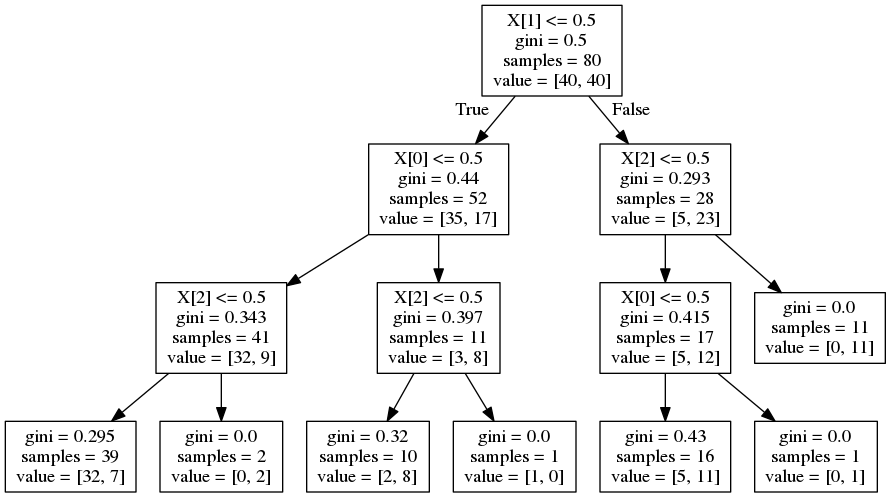 X[1] <= 0.5
gini = 0.5
samples = 80
value = [40, 40]
True
False
X[0] <= 0.5
gini = 0.44
samples = 52
value = [35, 17]
X[2] <= 0.5
gini = 0.293
samples = 28
value = [5, 23]
X[2] <= 0.5
gini = 0.343
samples = 41
value = [32, 9]
X[2] <= 0.5
gini = 0.397
samples = 11
value = [3, 8]
X[0] <= 0.5
gini = 0.415
samples = 17
value = [5, 12]
gini = 0.0
samples = 11
value = [0, 11]
gini = 0.295
samples = 39
value = [32, 7]
gini = 0.0
samples = 2
value = [0, 2]
gini = 0.32
samples = 10
value = [2, 8]
gini = 0.0
samples = 1
value = [1, 0]
gini = 0.43
samples = 16
value = [5, 11]
gini = 0.0
samples = 1
value = [0, 1]